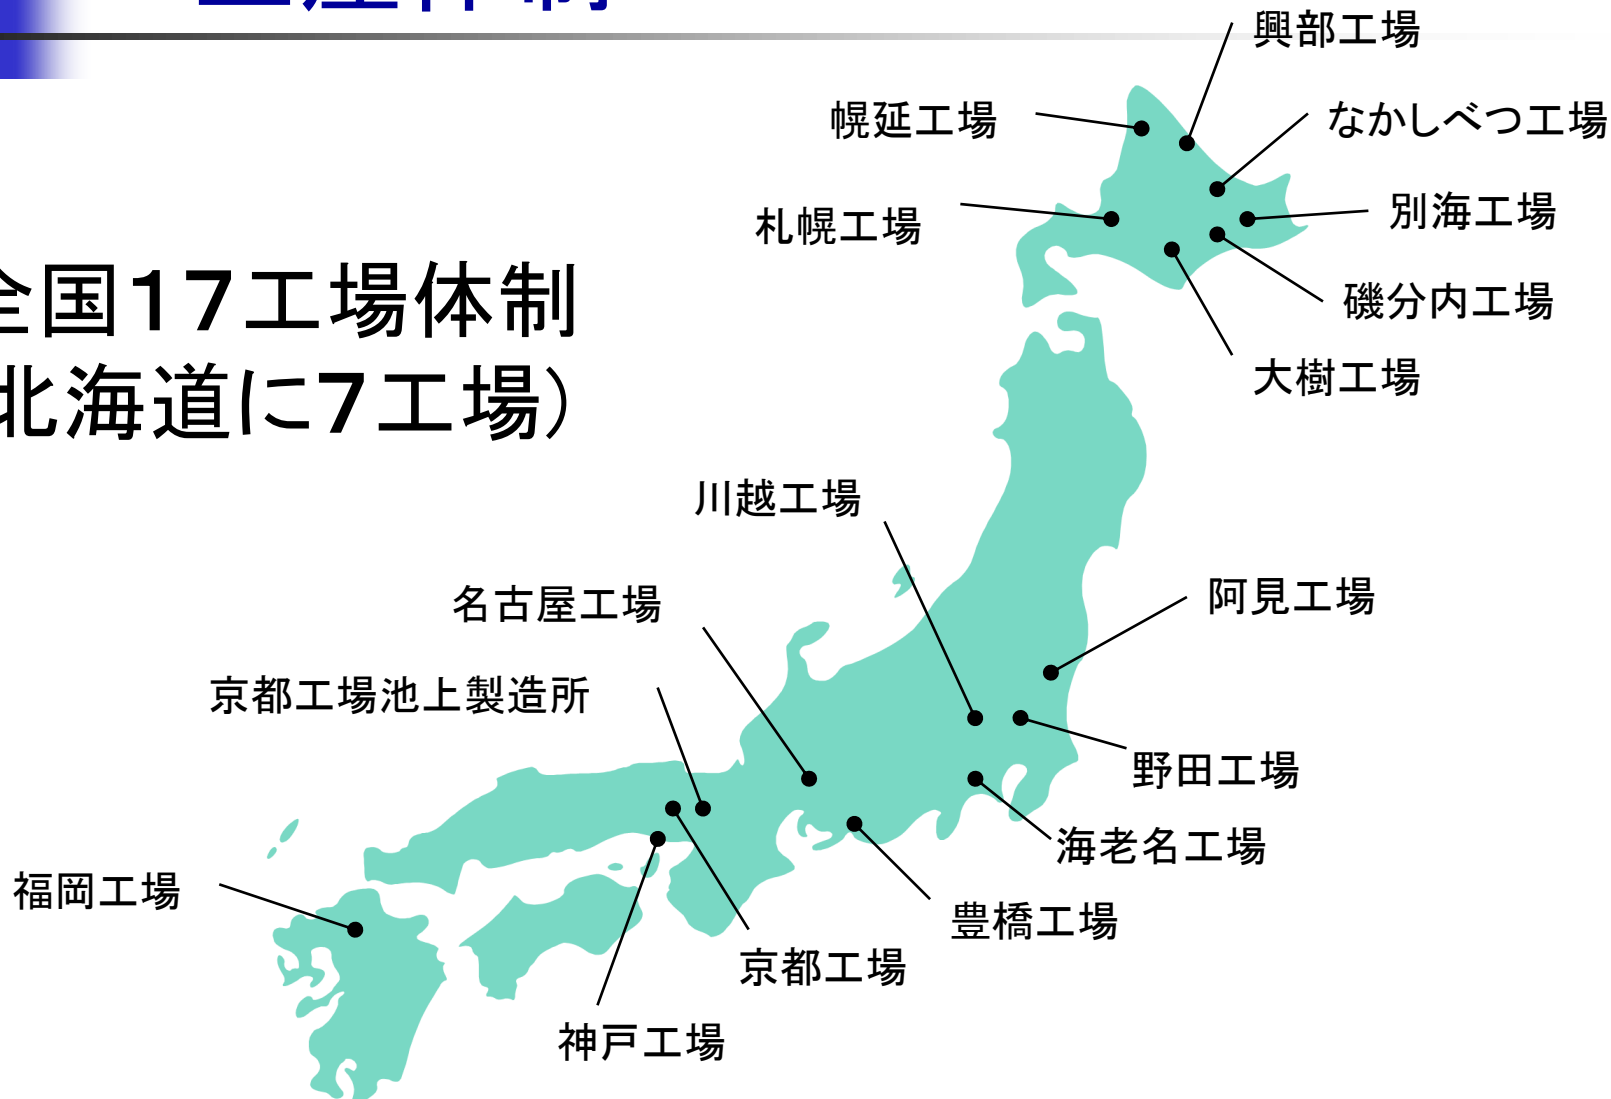 興部工場
幌延工場
なかしべつ工場
札幌工場
別海工場
全国17工場体制
磯分内工場
北海道に7工場）
大樹工場
川越工場
名古屋工場
阿見工場
京都工場池上製造所
野田工場
海老名工場
福岡工場
豊橋工場
京都工場
神戸工場